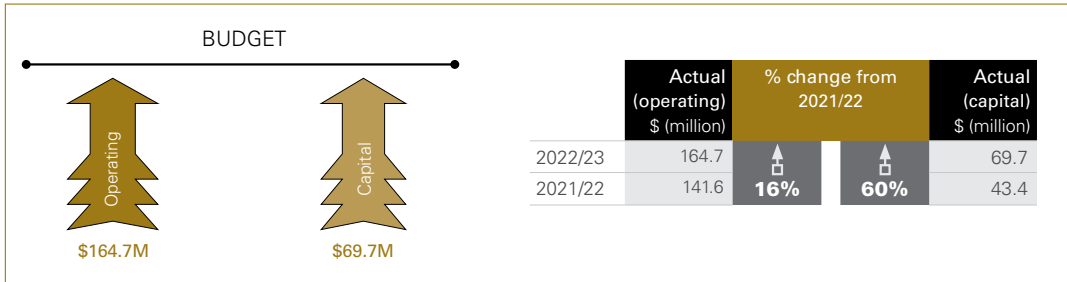 BUDGET
Operating
Capital
$164.7M
$69.7M
Actual
(operating)
$ (million)
% change from
2021/22
Actual
(capital)
$ (million)
2022/23 164.7 69.7
2021/22 141.6 16% 60% 43.4